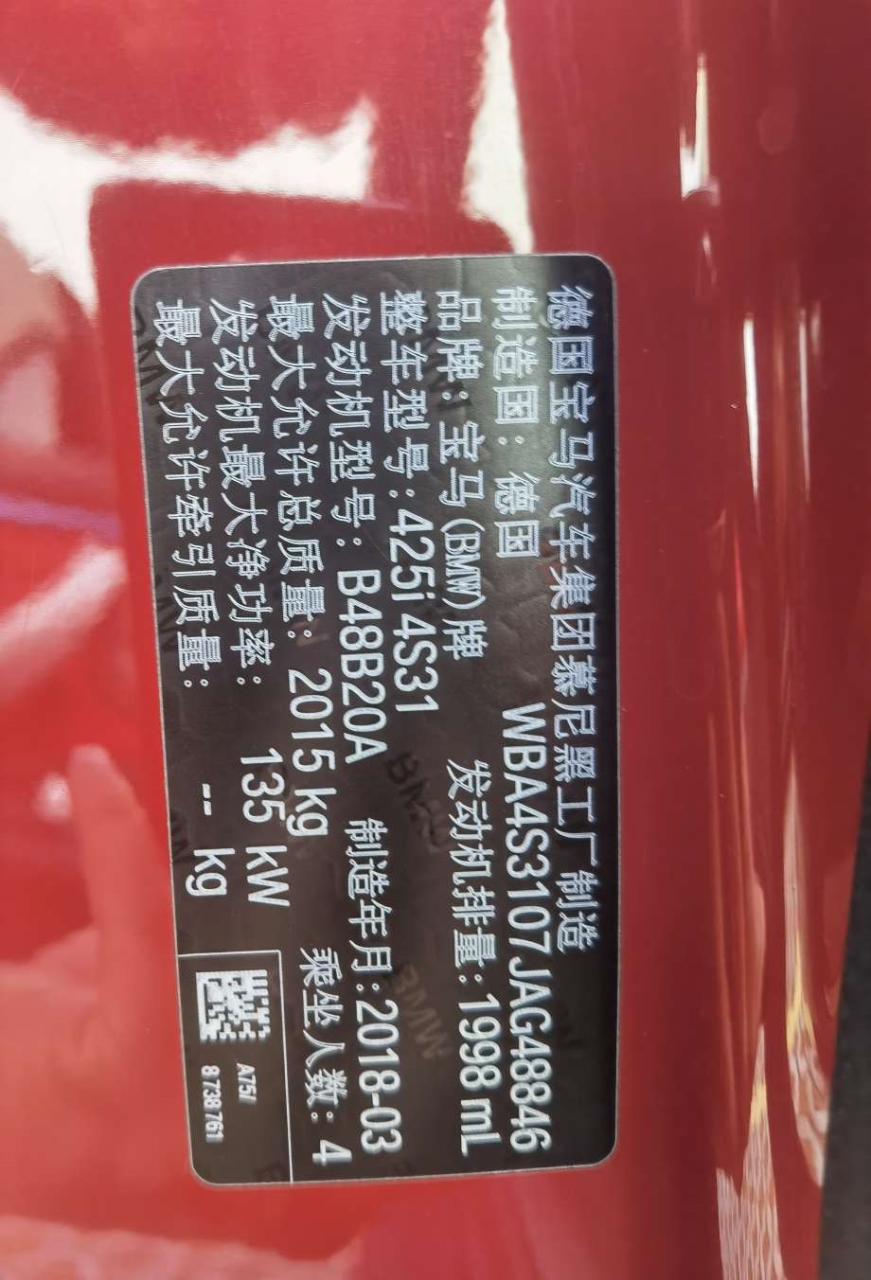 德国宝马汽车集团慕尼黑工厂制造
制造国：德国 WBA4S3107JAG48846
品牌：宝马(BMW)牌 发动机排量：1998 mL
整车型号：425i 4S31
发动机型号：B48B20A 制造年月：2018-03
最大允许总质量：2015 kg 乘坐人数：4
发动机最大净功率：135 kW
最大允许牵引质量：-- kg
A75/
8 738 761